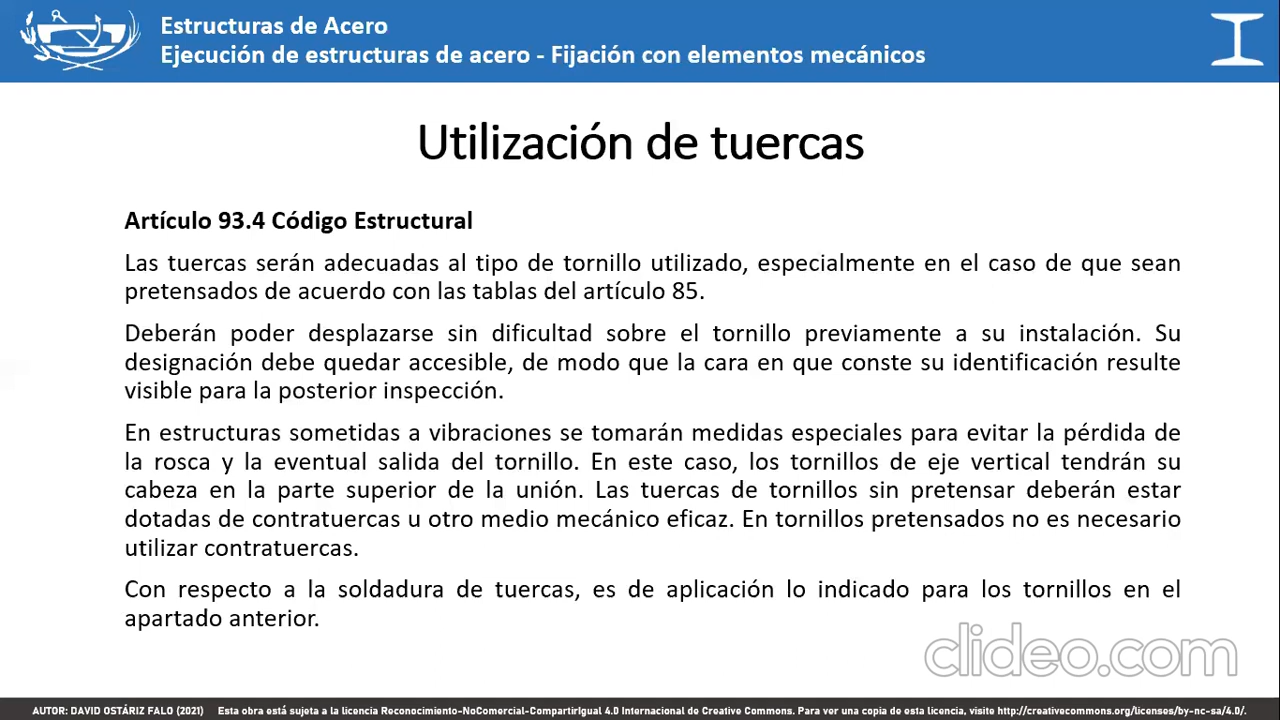 Estructuras de Acero
Ejecución de estructuras de acero - Fijación con elementos mecánicos
Utilización de tuercas
Artículo 93.4 Código Estructural
Las tuercas serán adecuadas al tipo de tornillo utilizado, especialmente en el caso de que sean
pretensados de acuerdo con las tablas del artículo 85.
Deberán poder desplazarse sin dificultad sobre el tornillo previamente a su instalación. Su
designación debe quedar accesible, de modo que la cara en que conste su identificación resulte
visible para la posterior inspección.
En estructuras sometidas a vibraciones se tomarán medidas especiales para evitar la pérdida de
la rosca y la eventual salida del tornillo. En este caso, los tornillos de eje vertical tendrán su
cabeza en la parte superior de la unión. Las tuercas de tornillos sin pretensar deberán estar
dotadas de contratuercas u otro medio mecánico eficaz. En tornillos pretensados no es necesario
utilizar contratuercas.
Con respecto a la soldadura de tuercas, es de aplicación lo indicado para los tornillos en el
apartado anterior.
clideo.com
AUTOR: DAVID OSTÁRIZ FALO (2021) Esta obra está sujeta a la licencia Reconocimiento-NoComercial-CompartirIgual 4.0 Internacional de Creative Commons. Para ver una copia de esta licencia, visite http://creativecommons.org/licenses/by-nc-sa/4.0/.